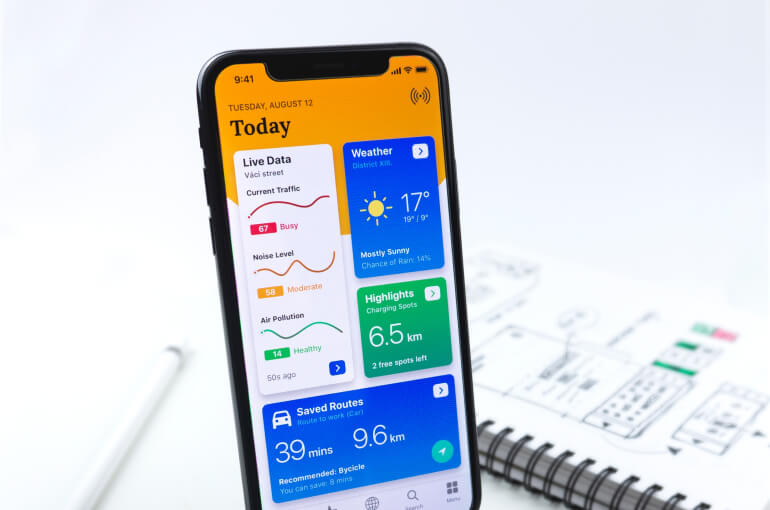 9:41
TUESDAY, AUGUST 12
Today
Live Data
Váci street
Current Traffic
67 Busy
Noise Level
58 Moderate
Air Pollution
14 Healthy
50s ago
Weather
District XIII.
17°
19° / 9°
Mostly Sunny
Chance of Rain: 14%
Highlights
Charging Spots
6.5 km
2 free spots left
Saved Routes
Route to work (Car)
39 mins 9.6 km
Recommended: Bycicle
You can save: 8 mins
Search
Menu